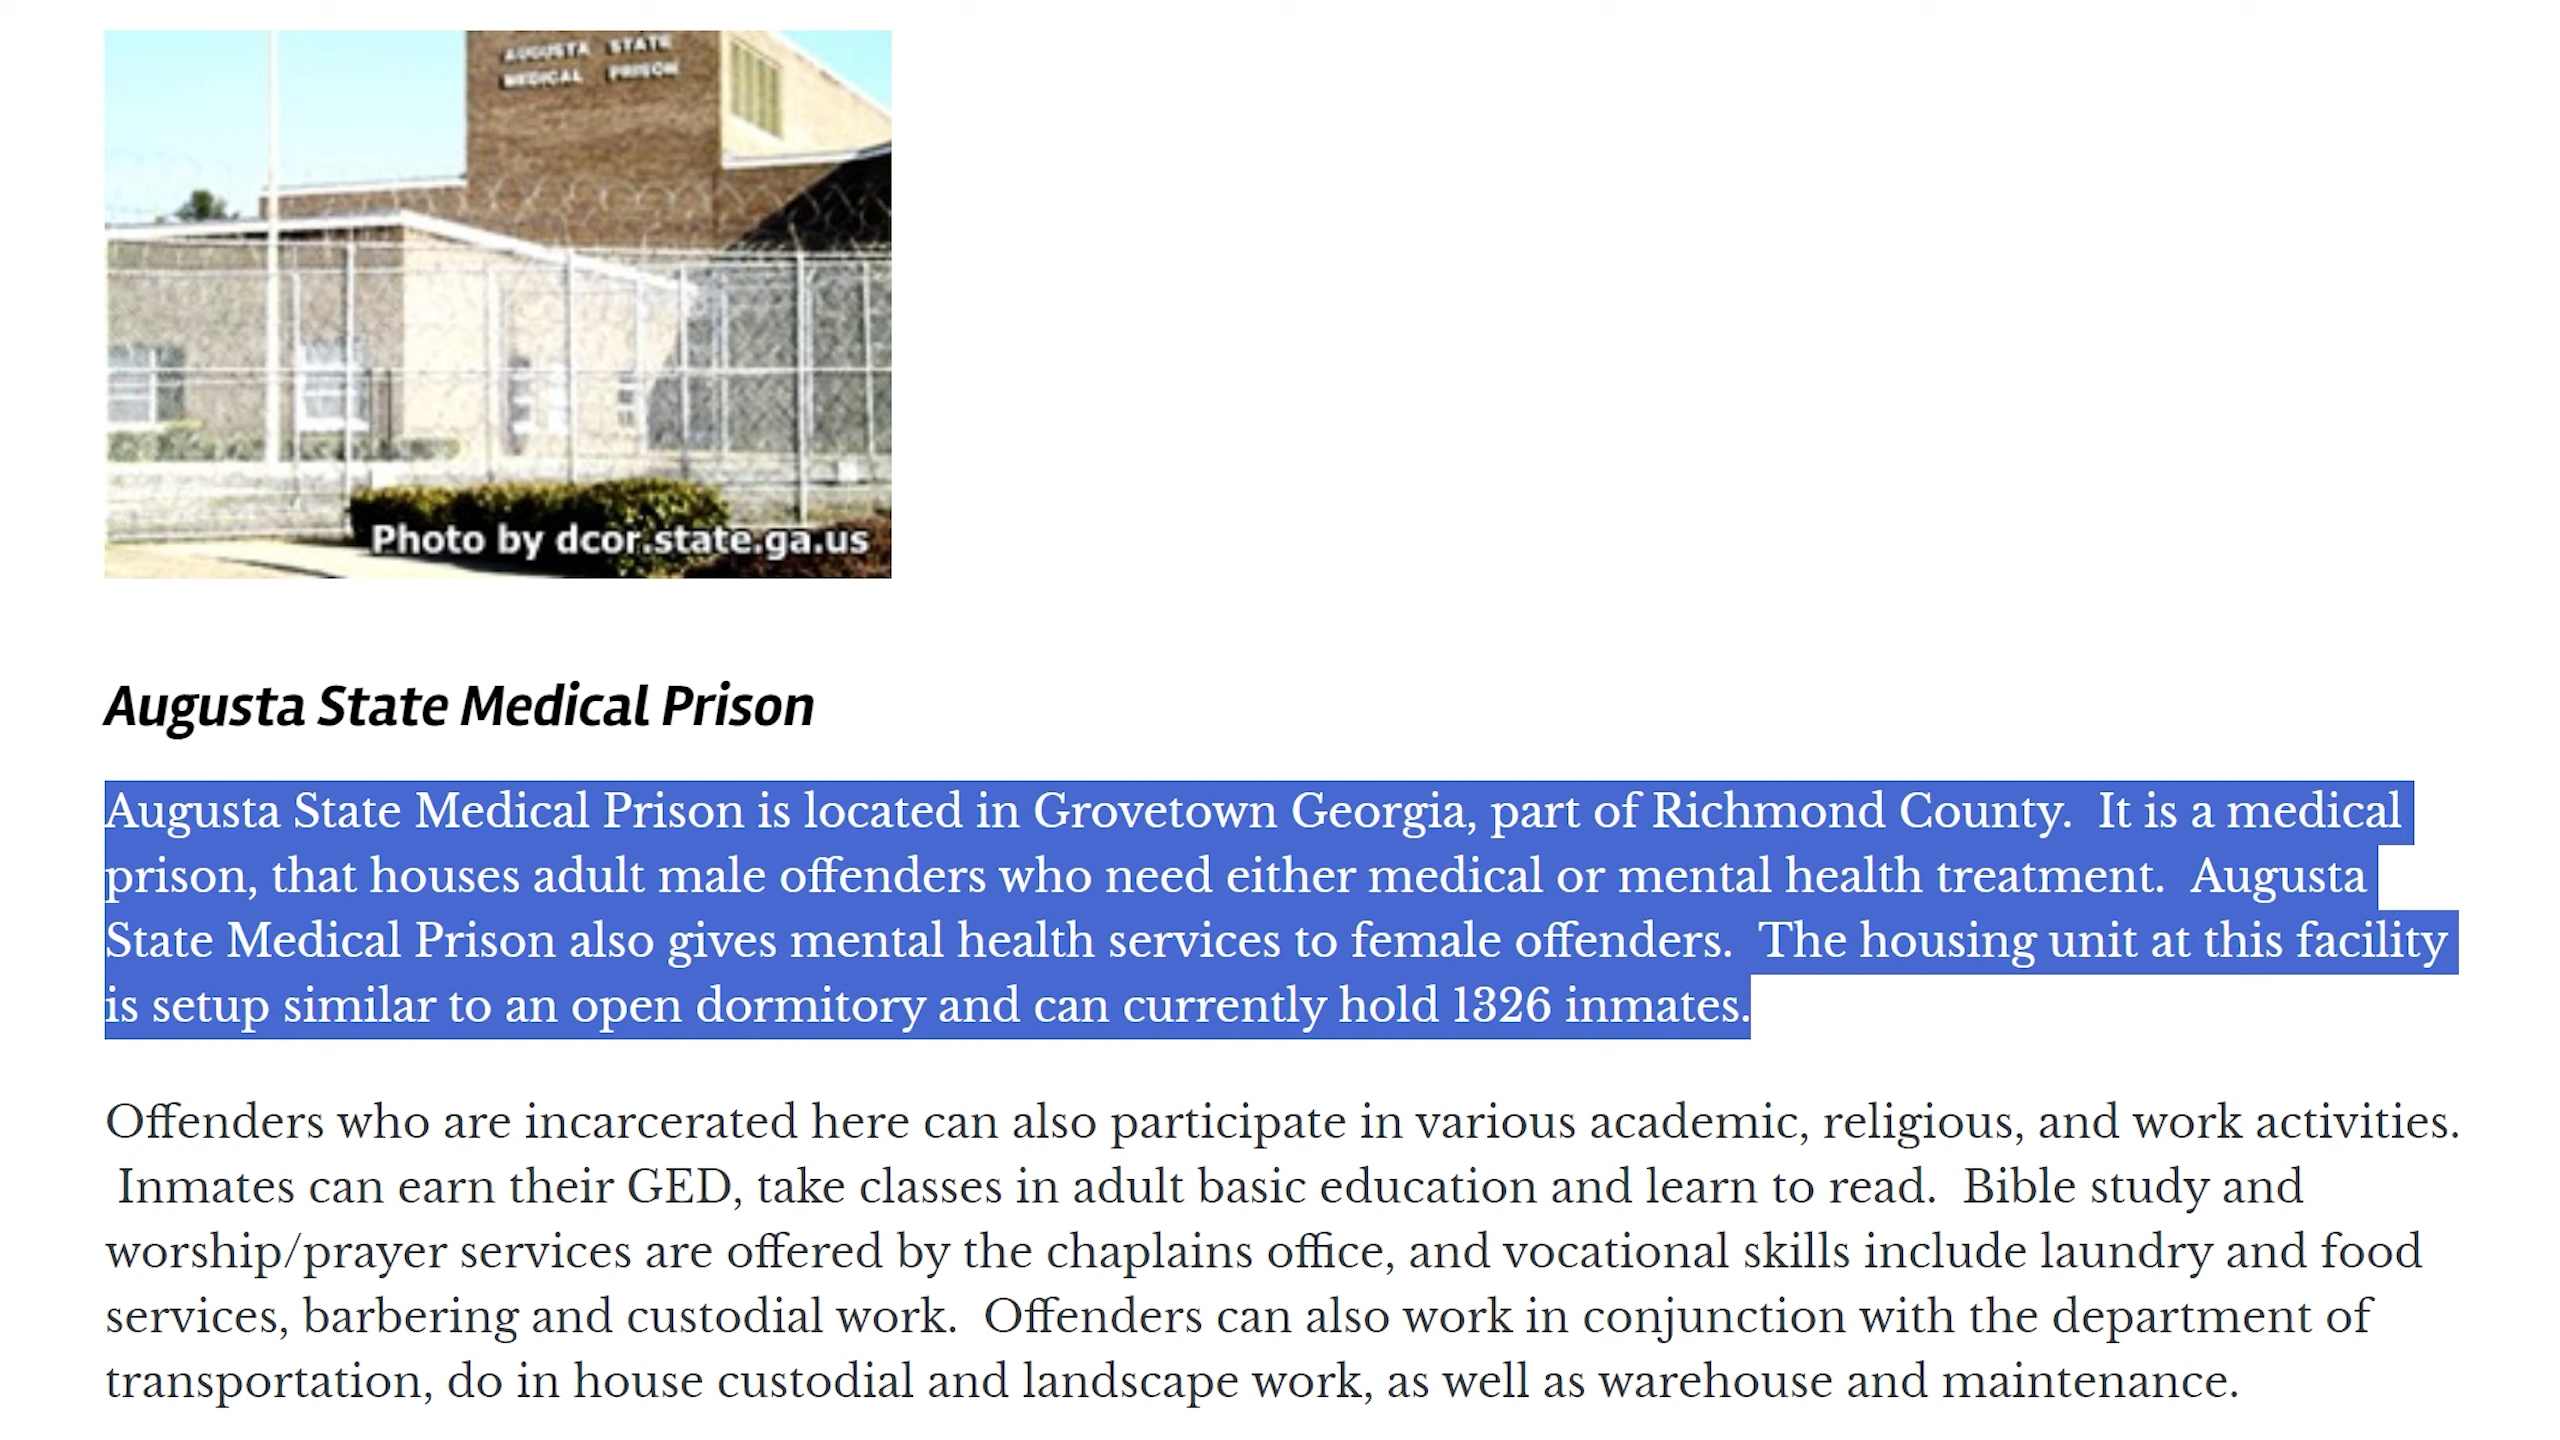 AUGUSTA STATE
MEDICAL PRISON
Photo by dcor.state.ga.us
Augusta State Medical Prison
Augusta State Medical Prison is located in Grovetown Georgia, part of Richmond County.  It is a medical
prison, that houses adult male offenders who need either medical or mental health treatment.  Augusta
State Medical Prison also gives mental health services to female offenders.  The housing unit at this facility
is setup similar to an open dormitory and can currently hold 1326 inmates.
Offenders who are incarcerated here can also participate in various academic, religious, and work activities.
Inmates can earn their GED, take classes in adult basic education and learn to read.  Bible study and
worship/prayer services are offered by the chaplains office, and vocational skills include laundry and food
services, barbering and custodial work.  Offenders can also work in conjunction with the department of
transportation, do in house custodial and landscape work, as well as warehouse and maintenance.